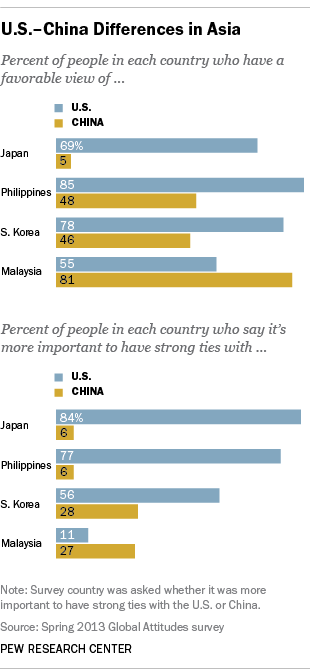 U.S.–China Differences in Asia
Percent of people in each country who have a
favorable view of ...
U.S.
CHINA
Japan 69% 5
Philippines 85 48
S. Korea 78 46
Malaysia 55 81
Percent of people in each country who say it’s
more important to have strong ties with ...
U.S.
CHINA
Japan 84% 6
Philippines 77 6
S. Korea 56 28
Malaysia 11 27
Note: Survey country was asked whether it was more
important to have strong ties with the U.S. or China.
Source: Spring 2013 Global Attitudes survey
PEW RESEARCH CENTER